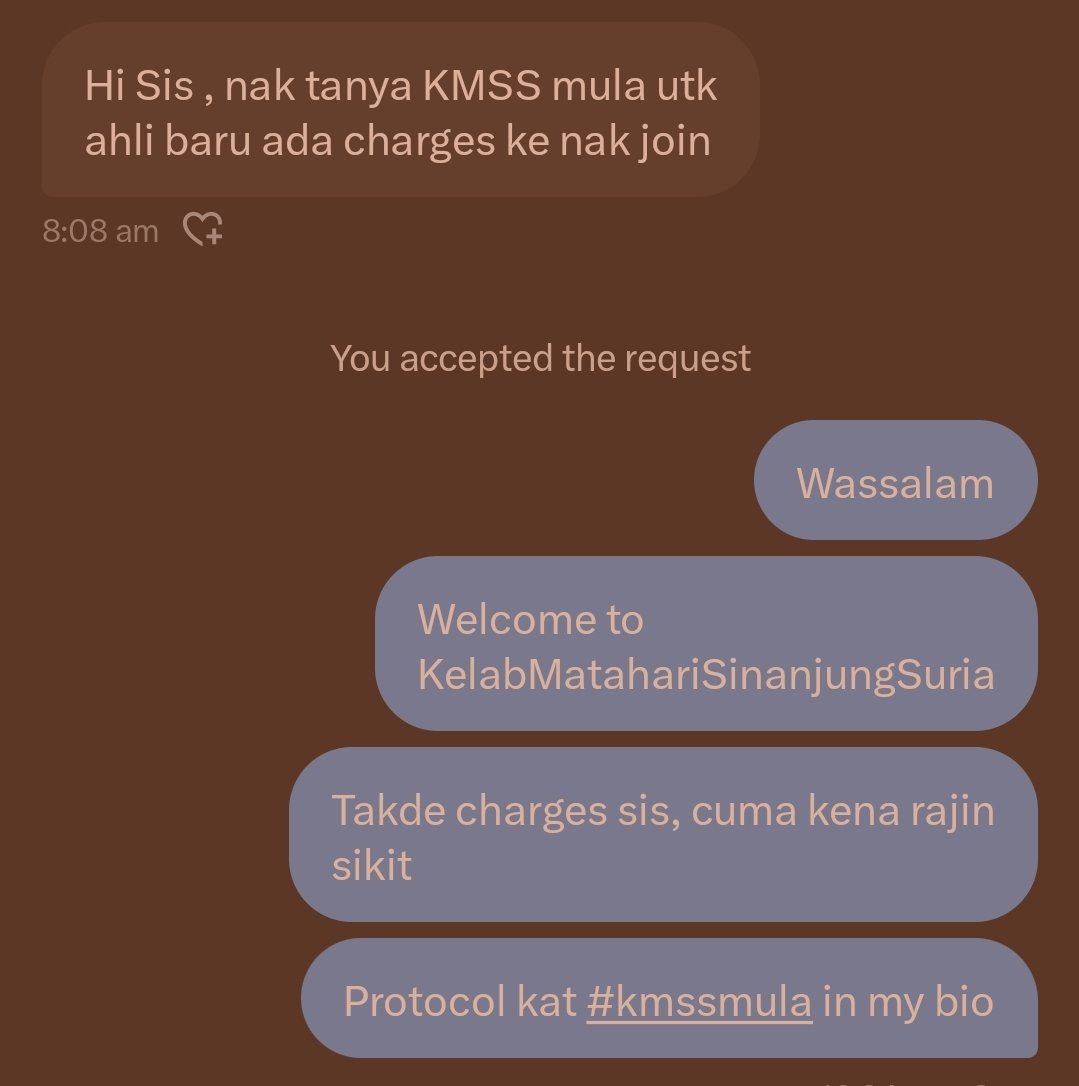 Hi Sis , nak tanya KMSS mula utk
ahli baru ada charges ke nak join
8:08 am
You accepted the request
Wassalam
Welcome to
KelabMatahariSinanjungSuria
Takde charges sis, cuma kena rajin
sikit
Protocol kat #kmssmula in my bio